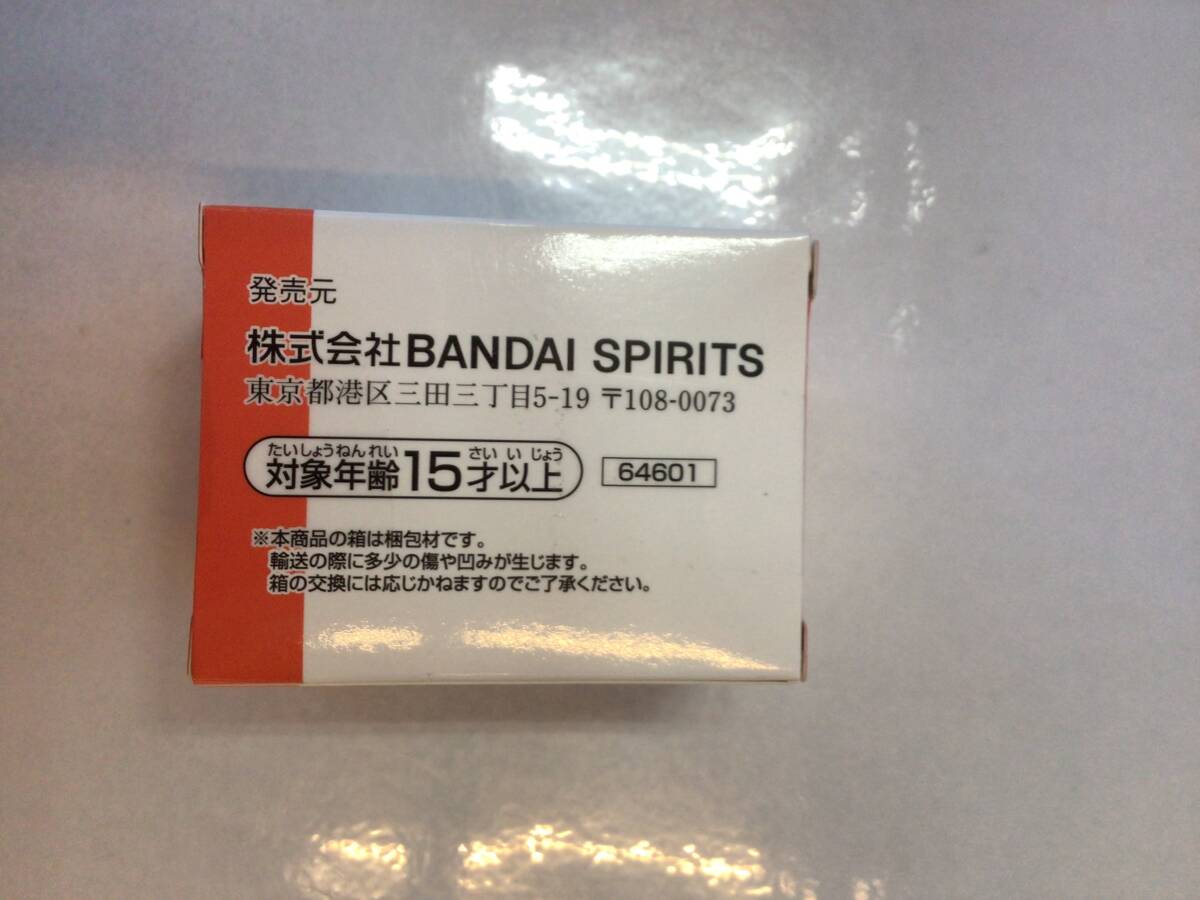 発売元
株式会社BANDAI SPIRITS
東京都港区三田三丁目5-19 〒108-0073
たいしょうねんれい さい いじょう
対象年齢15才以上 64601
※本商品の箱は梱包材です。
輸送の際に多少の傷や凹みが生じます。
箱の交換には応じかねますのでご了承ください。